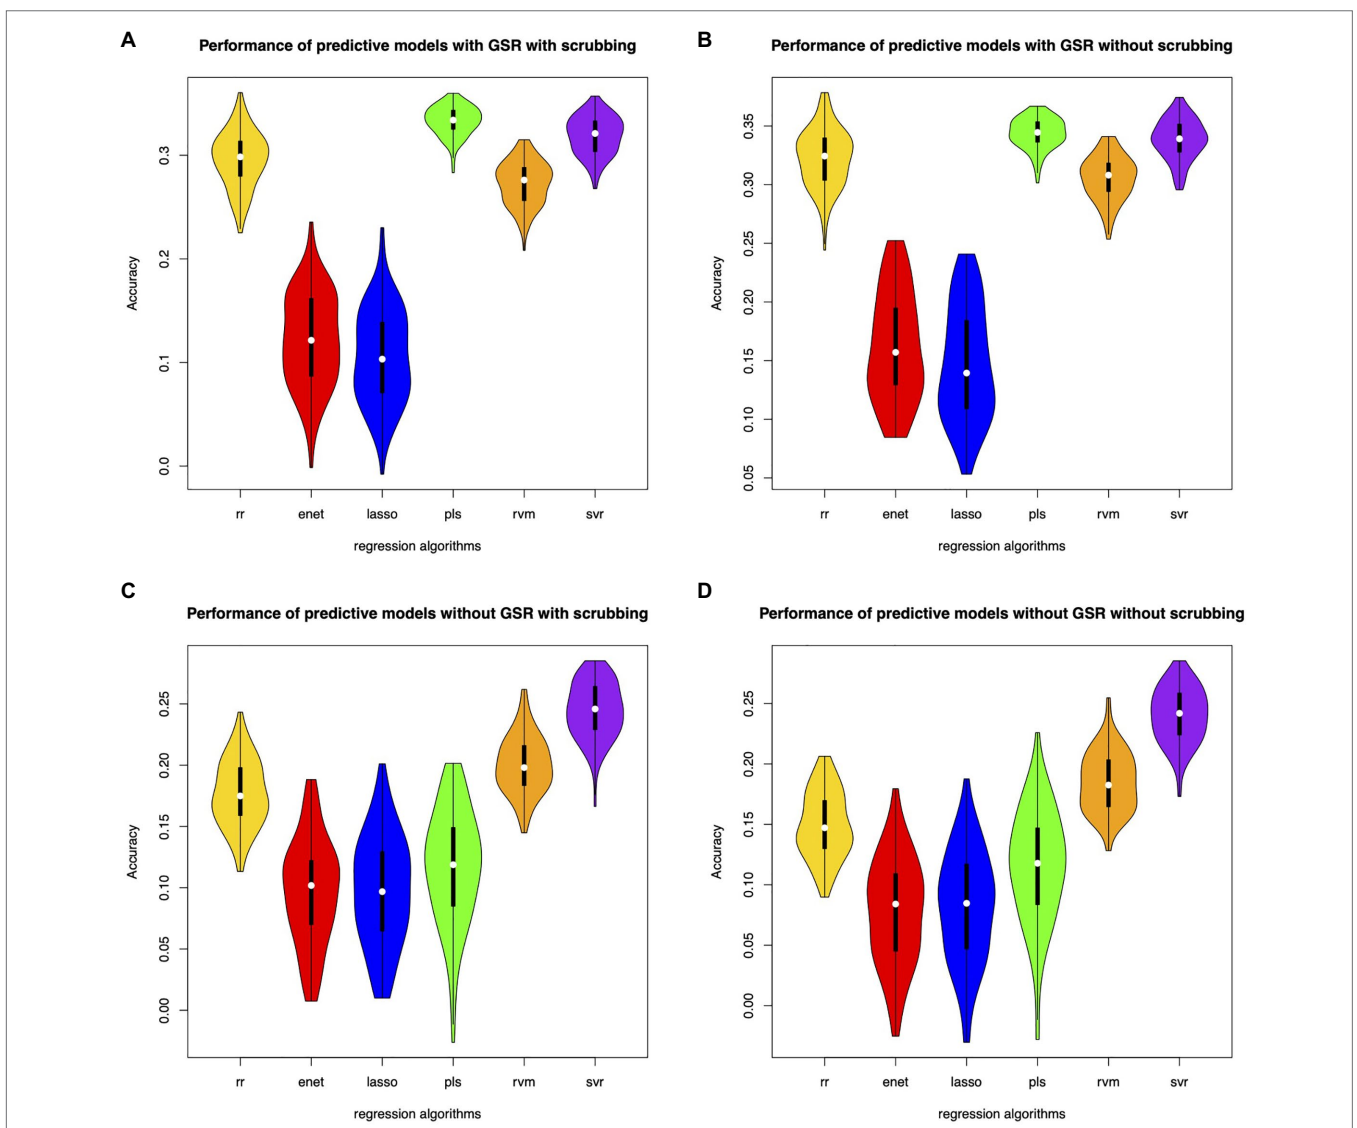 A
Performance of predictive models with GSR with scrubbing
Accuracy
0.3
0.2
0.1
0.0
rr enet lasso pls rvm svr
regression algorithms
B
Performance of predictive models with GSR without scrubbing
Accuracy
0.35
0.30
0.25
0.20
0.15
0.10
0.05
rr enet lasso pls rvm svr
regression algorithms
C
Performance of predictive models without GSR with scrubbing
Accuracy
0.25
0.20
0.15
0.10
0.05
0.00
rr enet lasso pls rvm svr
regression algorithms
D
Performance of predictive models without GSR without scrubbing
Accuracy
0.25
0.20
0.15
0.10
0.05
0.00
rr enet lasso pls rvm svr
regression algorithms